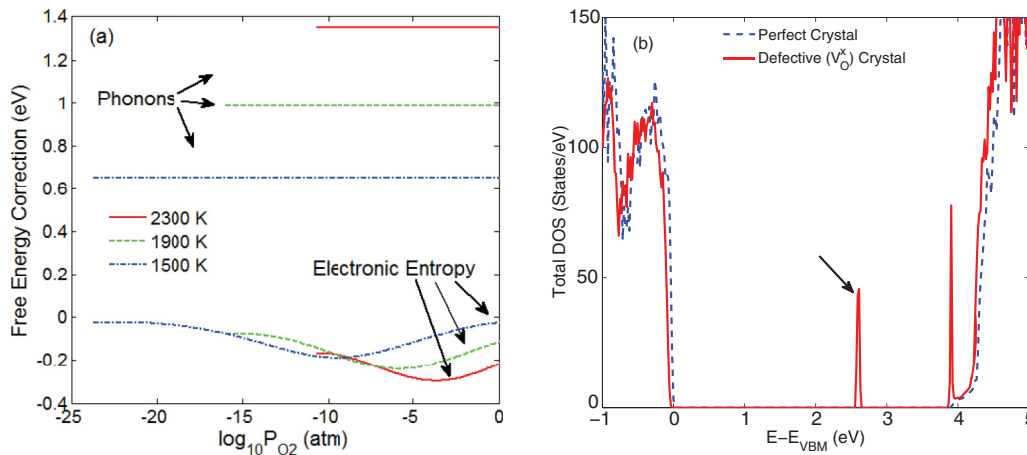 (a)
Free Energy Correction (eV)
1.4
1.2
1
0.8
0.6
0.4
0.2
0
-0.2
-0.4
Phonons
2300 K
1900 K
1500 K
Electronic Entropy
-25 -20 -15 -10 -5 0
log10PO2 (atm)
(b)
Total DOS (States/eV)
150
100
50
0
Perfect Crystal
Defective (VOx) Crystal
-1 0 1 2 3 4 5
E−EVBM (eV)